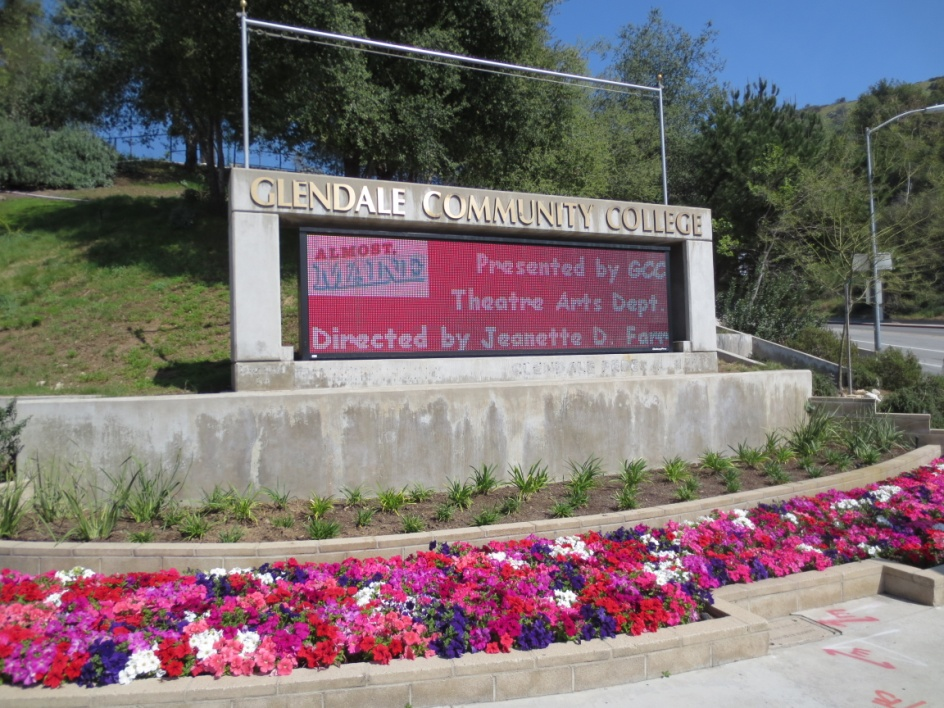 GLENDALE COMMUNITY COLLEGE
ALMOST,
MAINE
Presented by GCC
Theatre Arts Dept.
Directed by Jeanette D. Farr